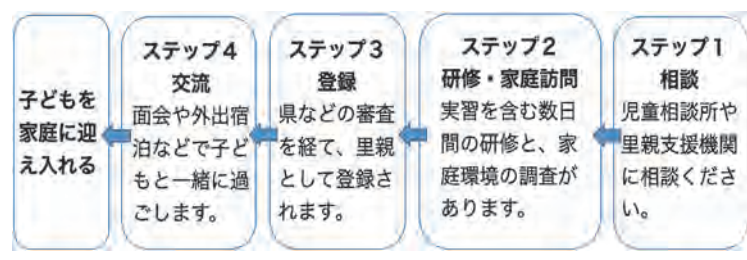 ステップ1
相談
児童相談所や
里親支援機関
に相談くださ
い。
ステップ2
研修・家庭訪問
実習を含む数日
間の研修と、家
庭環境の調査が
あります。
ステップ3
登録
県などの審査
を経て、里親
として登録さ
れます。
ステップ4
交流
面会や外出宿
泊などで子ど
もと一緒に過
ごします。
子どもを
家庭に迎
え入れる